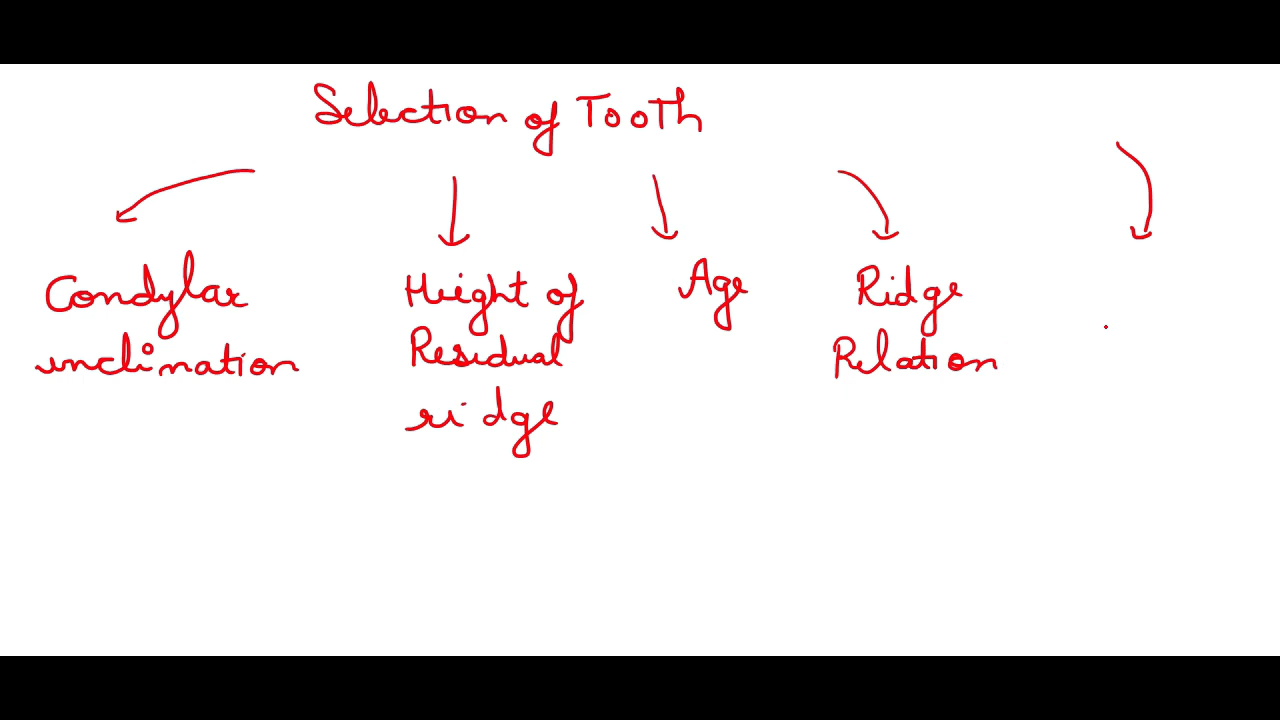 Selection of Tooth
Condylar
inclination
Height of
Residual
ridge
Age
Ridge
Relation